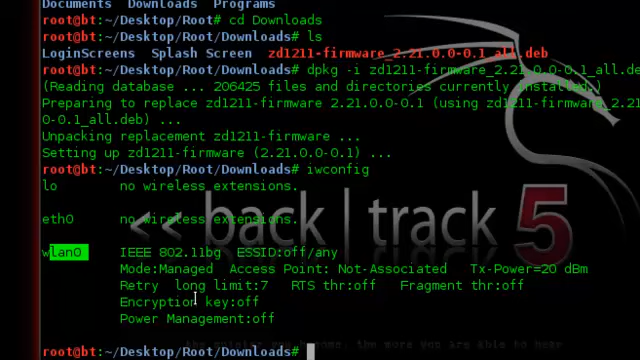 Documents Downloads Programs
root@bt:~/Desktop/Root# cd Downloads
root@bt:~/Desktop/Root/Downloads# ls
LoginScreens Splash Screen zd1211-firmware_2.21.0.0-0.1_all.deb
root@bt:~/Desktop/Root/Downloads# dpkg -i zd1211-firmware_2.21.0.0-0.1_all.de
(Reading database ... 206425 files and directories currently installed.)
Preparing to replace zd1211-firmware 2.21.0.0-0.1 (using zd1211-firmware_2.21.
0-0.1_all.deb) ...
Unpacking replacement zd1211-firmware ...
Setting up zd1211-firmware (2.21.0.0-0.1) ...
root@bt:~/Desktop/Root/Downloads# iwconfig
lo no wireless extensions.
eth0 no wireless extensions.
<< back | track 5
wlan0 IEEE 802.11bg ESSID:off/any
Mode:Managed Access Point: Not-Associated Tx-Power=20 dBm
Retry long limit:7 RTS thr:off Fragment thr:off
Encryption key:off
Power Management:off
root@bt:~/Desktop/Root/Downloads#